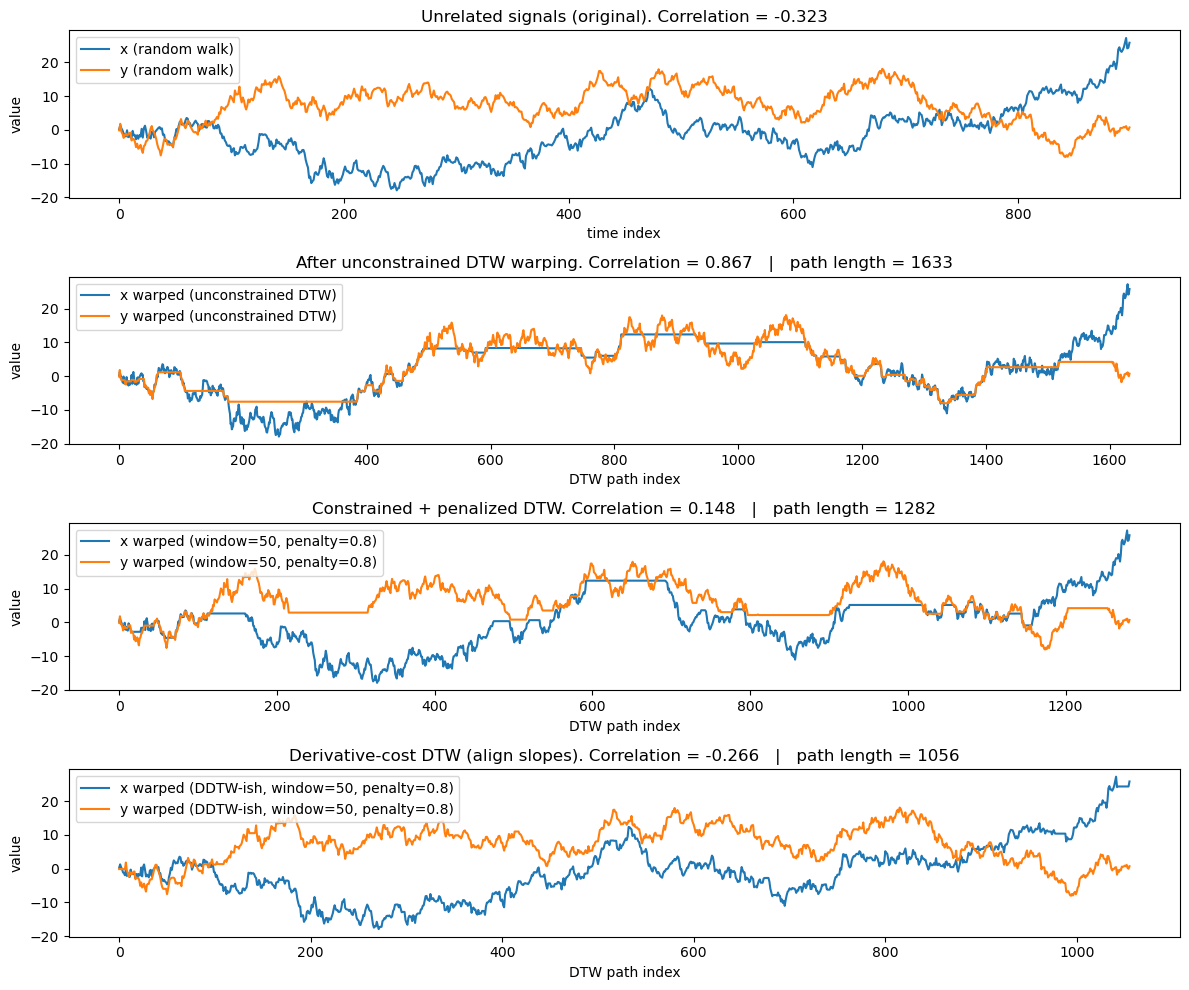 Unrelated signals (original). Correlation = -0.323
x (random walk)
y (random walk)
value
20
10
0
−10
−20
0 200 400 600 800
time index
After unconstrained DTW warping. Correlation = 0.867   |   path length = 1633
x warped (unconstrained DTW)
y warped (unconstrained DTW)
value
20
10
0
−10
−20
0 200 400 600 800 1000 1200 1400 1600
DTW path index
Constrained + penalized DTW. Correlation = 0.148   |   path length = 1282
x warped (window=50, penalty=0.8)
y warped (window=50, penalty=0.8)
value
20
10
0
−10
−20
0 200 400 600 800 1000 1200
DTW path index
Derivative-cost DTW (align slopes). Correlation = -0.266   |   path length = 1056
x warped (DDTW-ish, window=50, penalty=0.8)
y warped (DDTW-ish, window=50, penalty=0.8)
value
20
10
0
−10
−20
0 200 400 600 800 1000
DTW path index